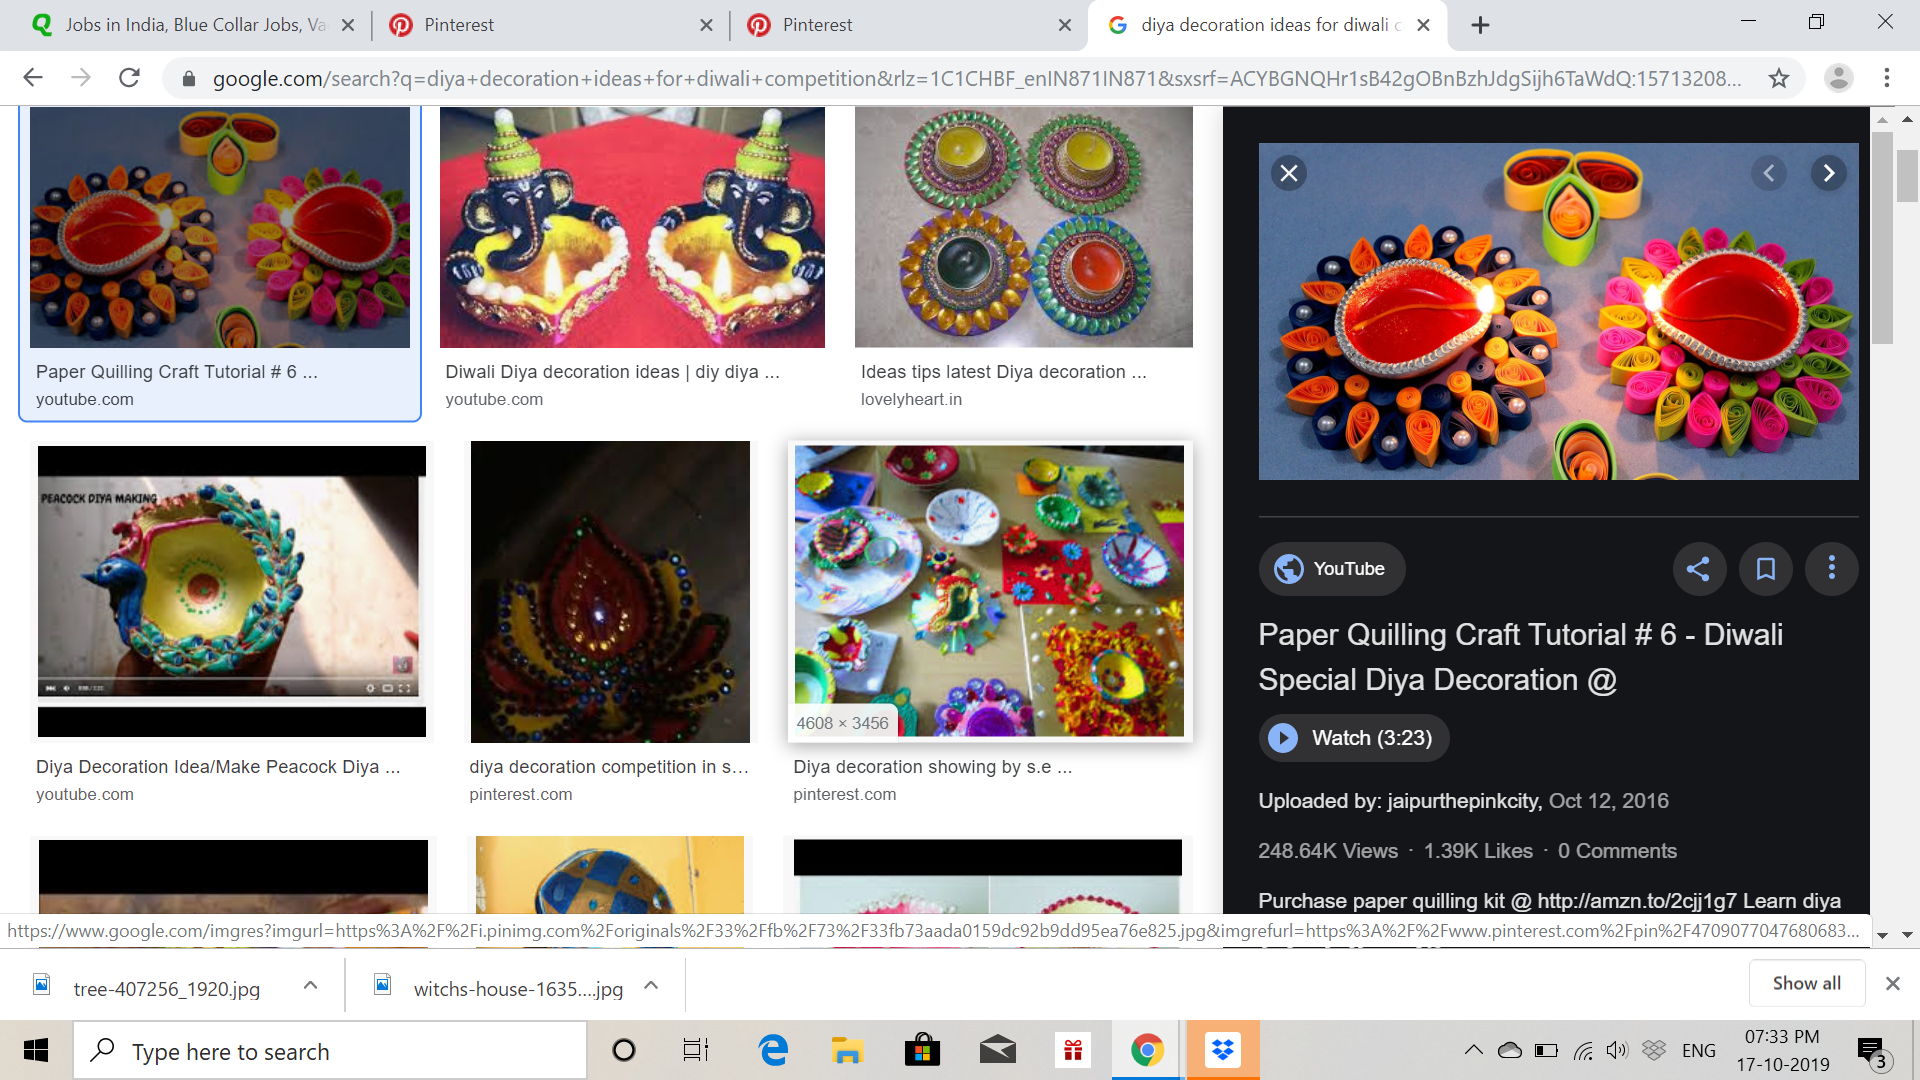 Jobs in India, Blue Collar Jobs, Va
Pinterest
Pinterest
diya decoration ideas for diwali c
google.com/search?q=diya+decoration+ideas+for+diwali+competition&rlz=1C1CHBF_enIN871IN871&sxsrf=ACYBGNQHr1sB42gOBnBzhJdgSijh6TaWdQ:15713208...
Paper Quilling Craft Tutorial # 6 ...
youtube.com
Diwali Diya decoration ideas | diy diya ...
youtube.com
Ideas tips latest Diya decoration ...
lovelyheart.in
PEACOCK DIYA MAKING
4608 × 3456
Diya Decoration Idea/Make Peacock Diya ...
youtube.com
diya decoration competition in s...
pinterest.com
Diya decoration showing by s.e ...
pinterest.com
YouTube
Paper Quilling Craft Tutorial # 6 - Diwali
Special Diya Decoration @
Watch (3:23)
Uploaded by: jaipurthepinkcity, Oct 12, 2016
248.64K Views · 1.39K Likes · 0 Comments
Purchase paper quilling kit @ http://amzn.to/2cjj1g7 Learn diya
https://www.google.com/imgres?imgurl=https%3A%2F%2Fi.pinimg.com%2Foriginals%2F33%2Ffb%2F73%2F33fb73aada0159dc92b9dd95ea76e825.jpg&imgrefurl=https%3A%2F%2Fwww.pinterest.com%2Fpin%2F4709077047680683...
tree-407256_1920.jpg
witchs-house-1635....jpg
Show all
Type here to search
ENG
07:33 PM
17-10-2019
3